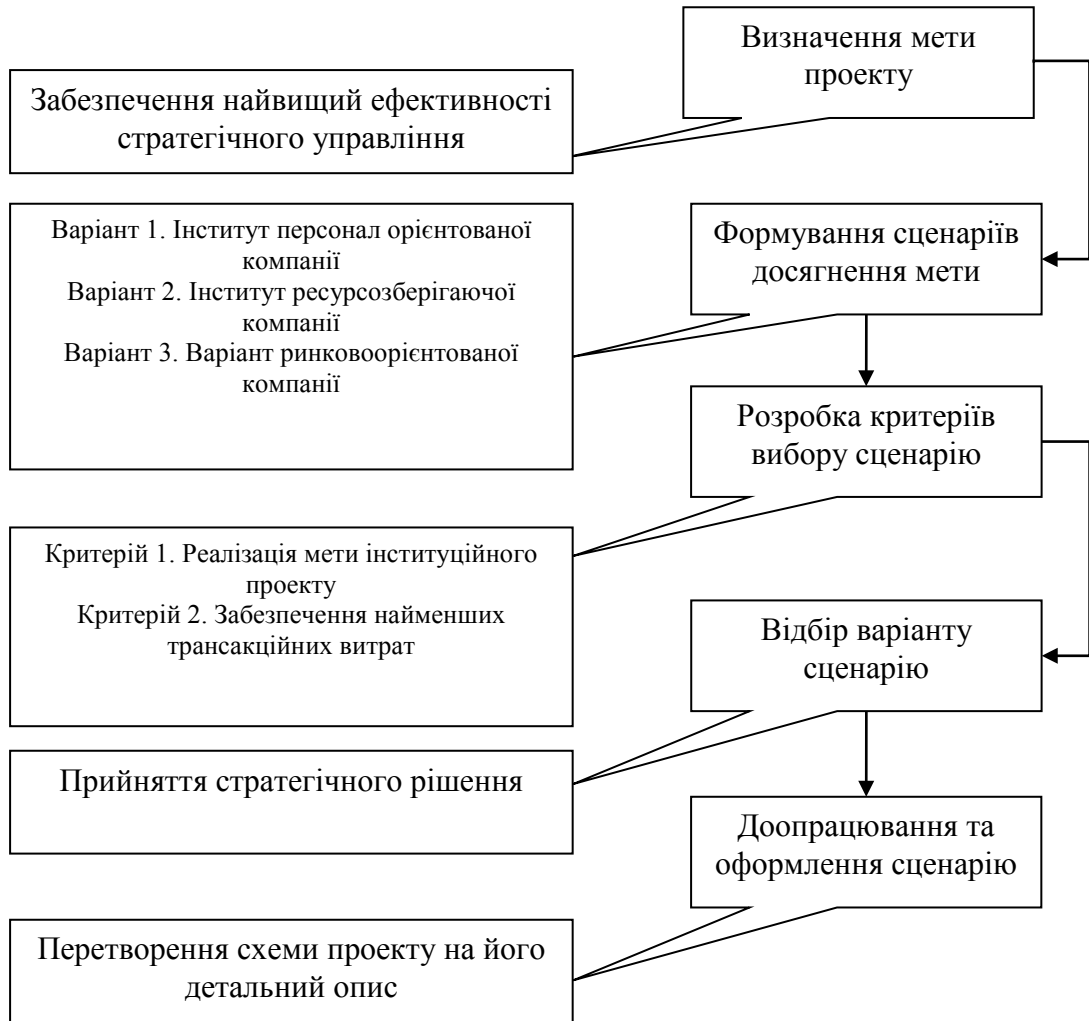 Визначення мети
проекту
Забезпечення найвищий ефективності
стратегічного управління
Варіант 1. Інститут персонал орієнтованої
компанії
Варіант 2. Інститут ресурсозберігаючої
компанії
Варіант 3. Варіант ринковоорієнтованої
компанії
Формування сценаріїв
досягнення мети
Розробка критеріїв
вибору сценарію
Критерій 1. Реалізація мети інституційного
проекту
Критерій 2. Забезпечення найменших
трансакційних витрат
Відбір варіанту
сценарію
Прийняття стратегічного рішення
Доопрацювання та
оформлення сценарію
Перетворення схеми проекту на його
детальний опис